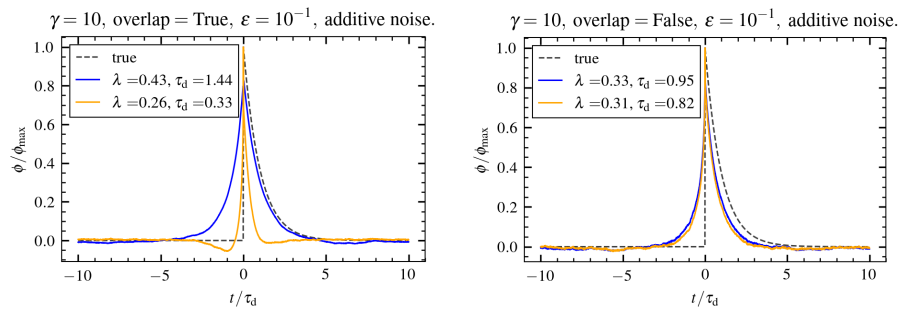 γ = 10, overlap = True, ε = 10⁻¹, additive noise.
true
λ =0.43, τ_d =1.44
λ =0.26, τ_d =0.33
1.0
0.8
0.6
0.4
0.2
0.0
ϕ/ϕ_max
−10
−5
0
5
10
t/τ_d
γ = 10, overlap = False, ε = 10⁻¹, additive noise.
true
λ =0.33, τ_d =0.95
λ =0.31, τ_d =0.82
1.0
0.8
0.6
0.4
0.2
0.0
ϕ/ϕ_max
−10
−5
0
5
10
t/τ_d